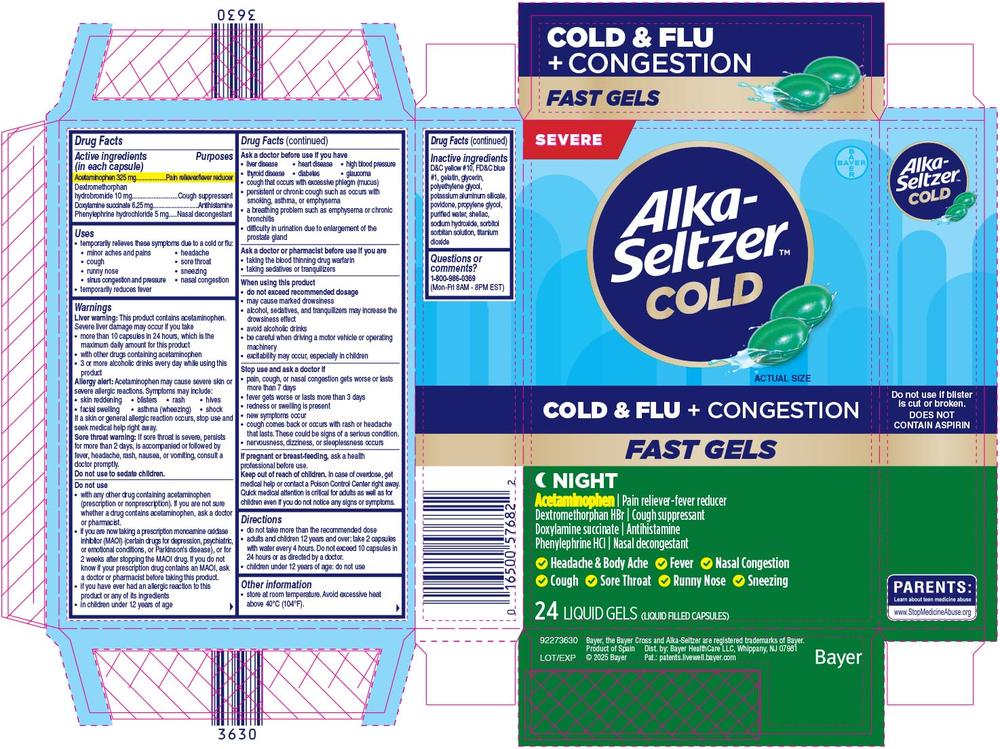 3630
COLD & FLU
+ CONGESTION
FAST GELS
Drug Facts
Active ingredients Purposes
(in each capsule)
Acetaminophen 325 mg................Pain reliever/fever reducer
Dextromethorphan
hydrobromide 10 mg..........................Cough suppressant
Doxylamine succinate 6.25 mg..........................Antihistamine
Phenylephrine hydrochloride 5 mg.....Nasal decongestant
Uses
• temporarily relieves these symptoms due to a cold or flu:
• minor aches and pains • headache
• cough • sore throat
• runny nose • sneezing
• sinus congestion and pressure • nasal congestion
• temporarily reduces fever
Warnings
Liver warning: This product contains acetaminophen.
Severe liver damage may occur if you take
• more than 10 capsules in 24 hours, which is the
maximum daily amount for this product
• with other drugs containing acetaminophen
• 3 or more alcoholic drinks every day while using this
product
Allergy alert: Acetaminophen may cause severe skin or
severe allergic reactions. Symptoms may include:
• skin reddening • blisters • rash • hives
• facial swelling • asthma (wheezing) • shock
If a skin or general allergic reaction occurs, stop use and
seek medical help right away.
Sore throat warning: If sore throat is severe, persists
for more than 2 days, is accompanied or followed by
fever, headache, rash, nausea, or vomiting, consult a
doctor promptly.
Do not use to sedate children.
Do not use
• with any other drug containing acetaminophen
(prescription or nonprescription). If you are not sure
whether a drug contains acetaminophen, ask a doctor
or pharmacist.
• if you are now taking a prescription monoamine oxidase
inhibitor (MAOI) (certain drugs for depression, psychiatric,
or emotional conditions, or Parkinson's disease), or for
2 weeks after stopping the MAOI drug. If you do not
know if your prescription drug contains an MAOI, ask
a doctor or pharmacist before taking this product.
• if you have ever had an allergic reaction to this
product or any of its ingredients
• in children under 12 years of age
Drug Facts (continued)
Ask a doctor before use if you have
• liver disease • heart disease • high blood pressure
• thyroid disease • diabetes • glaucoma
• cough that occurs with excessive phlegm (mucus)
• persistent or chronic cough such as occurs with
smoking, asthma, or emphysema
• a breathing problem such as emphysema or chronic
bronchitis
• difficulty in urination due to enlargement of the
prostate gland
Ask a doctor or pharmacist before use if you are
• taking the blood thinning drug warfarin
• taking sedatives or tranquilizers
When using this product
• do not exceed recommended dosage
• may cause marked drowsiness
• alcohol, sedatives, and tranquilizers may increase the
drowsiness effect
• avoid alcoholic drinks
• be careful when driving a motor vehicle or operating
machinery
• excitability may occur, especially in children
Stop use and ask a doctor if
• pain, cough, or nasal congestion gets worse or lasts
more than 7 days
• fever gets worse or lasts more than 3 days
• redness or swelling is present
• new symptoms occur
• cough comes back or occurs with rash or headache
that lasts. These could be signs of a serious condition.
• nervousness, dizziness, or sleeplessness occurs
If pregnant or breast-feeding, ask a health
professional before use.
Keep out of reach of children. In case of overdose, get
medical help or contact a Poison Control Center right away.
Quick medical attention is critical for adults as well as for
children even if you do not notice any signs or symptoms.
Directions
• do not take more than the recommended dose
• adults and children 12 years and over: take 2 capsules
with water every 4 hours. Do not exceed 10 capsules in
24 hours or as directed by a doctor.
• children under 12 years of age: do not use
Other information
• store at room temperature. Avoid excessive heat
above 40°C (104°F).
Drug Facts (continued)
Inactive ingredients
D&C yellow #10, FD&C blue
#1, gelatin, glycerin,
polyethylene glycol,
potassium aluminum silicate,
povidone, propylene glycol,
purified water, shellac,
sodium hydroxide, sorbitol
sorbitan solution, titanium
dioxide
Questions or
comments?
1-800-986-0369
(Mon-Fri 8AM - 8PM EST)
0 16500 57682 2
SEVERE
BAYER
BAYER
Alka-
Seltzer™
COLD
ACTUAL SIZE
COLD & FLU + CONGESTION
FAST GELS
NIGHT
Acetaminophen | Pain reliever-fever reducer
Dextromethorphan HBr | Cough suppressant
Doxylamine succinate | Antihistamine
Phenylephrine HCl | Nasal decongestant
Headache & Body Ache Fever Nasal Congestion
Cough Sore Throat Runny Nose Sneezing
24 LIQUID GELS (LIQUID FILLED CAPSULES)
92273630 Bayer, the Bayer Cross and Alka-Seltzer are registered trademarks of Bayer.
Product of Spain Dist. by: Bayer HealthCare LLC, Whippany, NJ 07981
LOT/EXP © 2025 Bayer Pat.: patents.livewell.bayer.com
Bayer
Alka-
Seltzer™
COLD
Do not use if blister
is cut or broken.
DOES NOT
CONTAIN ASPIRIN
PARENTS:
Learn about teen medicine abuse
www.StopMedicineAbuse.org
3630